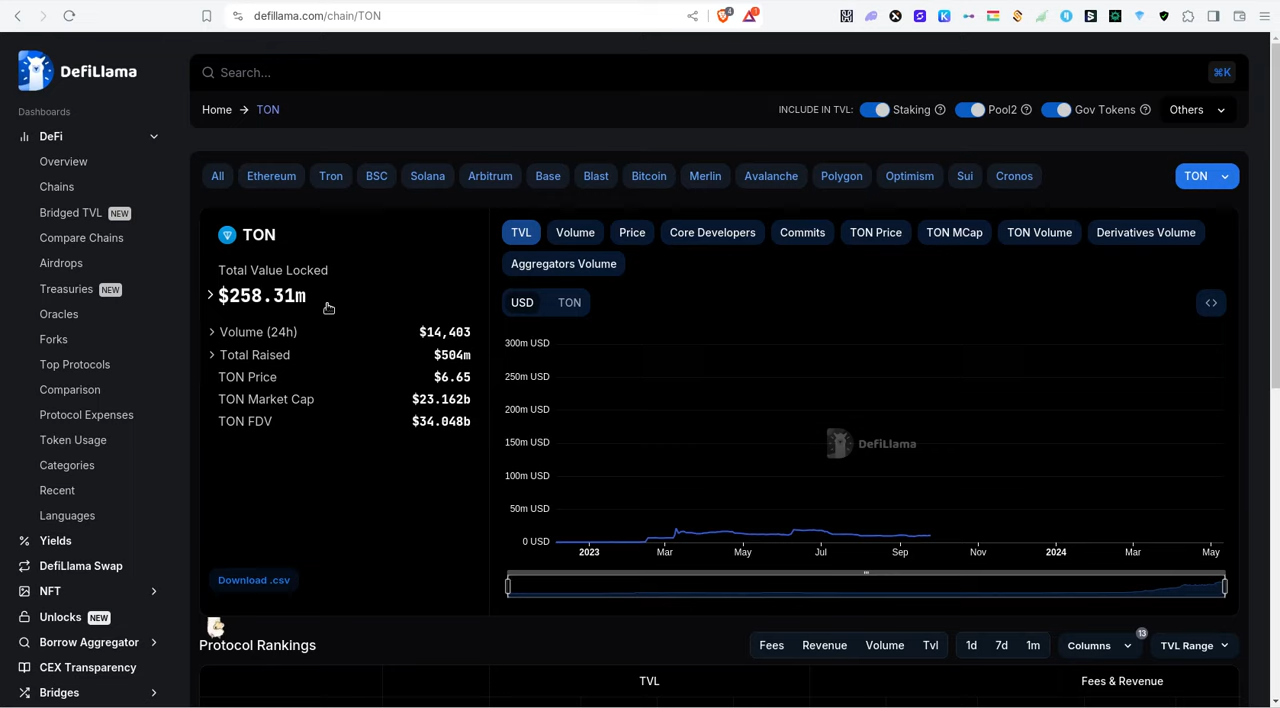 defillama.com/chain/TON
4
1
DefiLlama
Search...
⌘K
Dashboards
Home → TON
INCLUDE IN TVL:
Staking
Pool2
Gov Tokens
Others
DeFi
Overview
Chains
Bridged TVL NEW
Compare Chains
Airdrops
Treasuries NEW
Oracles
Forks
Top Protocols
Comparison
Protocol Expenses
Token Usage
Categories
Recent
Languages
Yields
DefiLlama Swap
NFT
Unlocks NEW
Borrow Aggregator
CEX Transparency
Bridges
All Ethereum Tron BSC Solana Arbitrum Base Blast Bitcoin Merlin Avalanche Polygon Optimism Sui Cronos
TON
TON
Total Value Locked
$258.31m
Volume (24h) $14,403
Total Raised $504m
TON Price $6.65
TON Market Cap $23.162b
TON FDV $34.048b
Download .csv
TVL Volume Price Core Developers Commits TON Price TON MCap TON Volume Derivatives Volume
Aggregators Volume
USD TON
300m USD
250m USD
200m USD
150m USD
100m USD
50m USD
0 USD
DefiLlama
2023 Mar May Jul Sep Nov 2024 Mar May
Protocol Rankings
Fees Revenue Volume Tvl
1d 7d 1m
Columns
13
TVL Range
TVL
Fees & Revenue